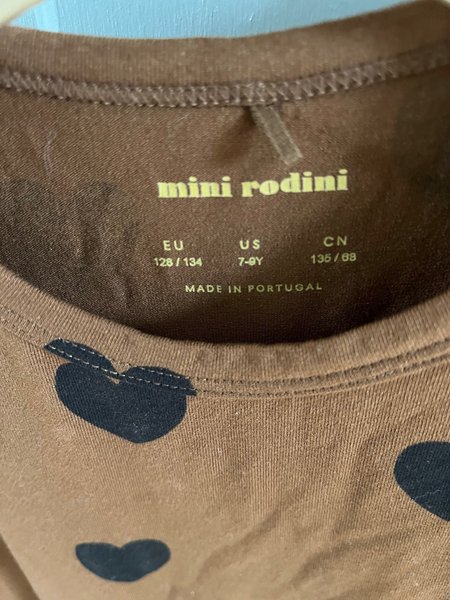 mini rodini
EU US CN
128 / 134 7-9Y 135 / 68
MADE IN PORTUGAL